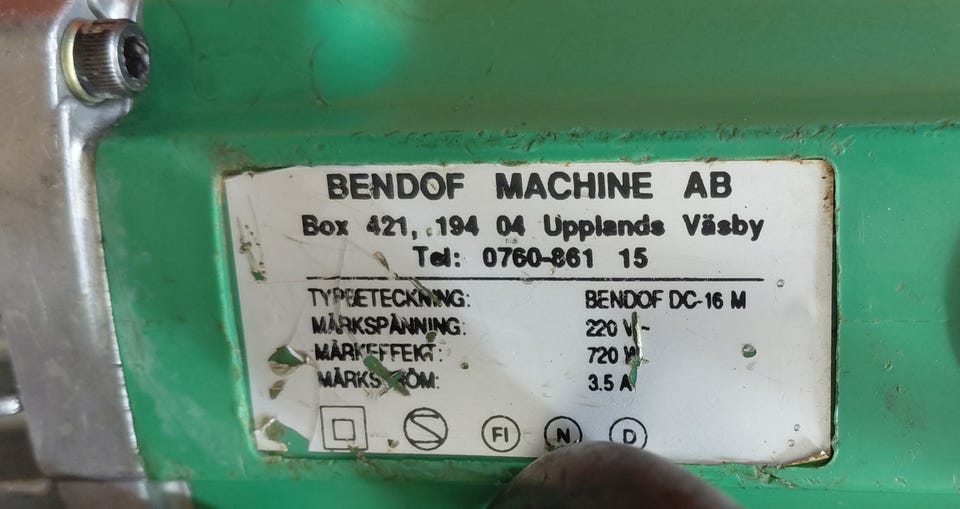 BENDOF MACHINE AB
Box 421, 194 04 Upplands Väsby
Tel: 0760-861 15
TYPBETECKNING: BENDOF DC-16 M
MÄRKSPÄNNING: 220 V~
MÄRKEFFEKT: 720 W
MÄRKSTRÖM: 3.5 A
S FI N D